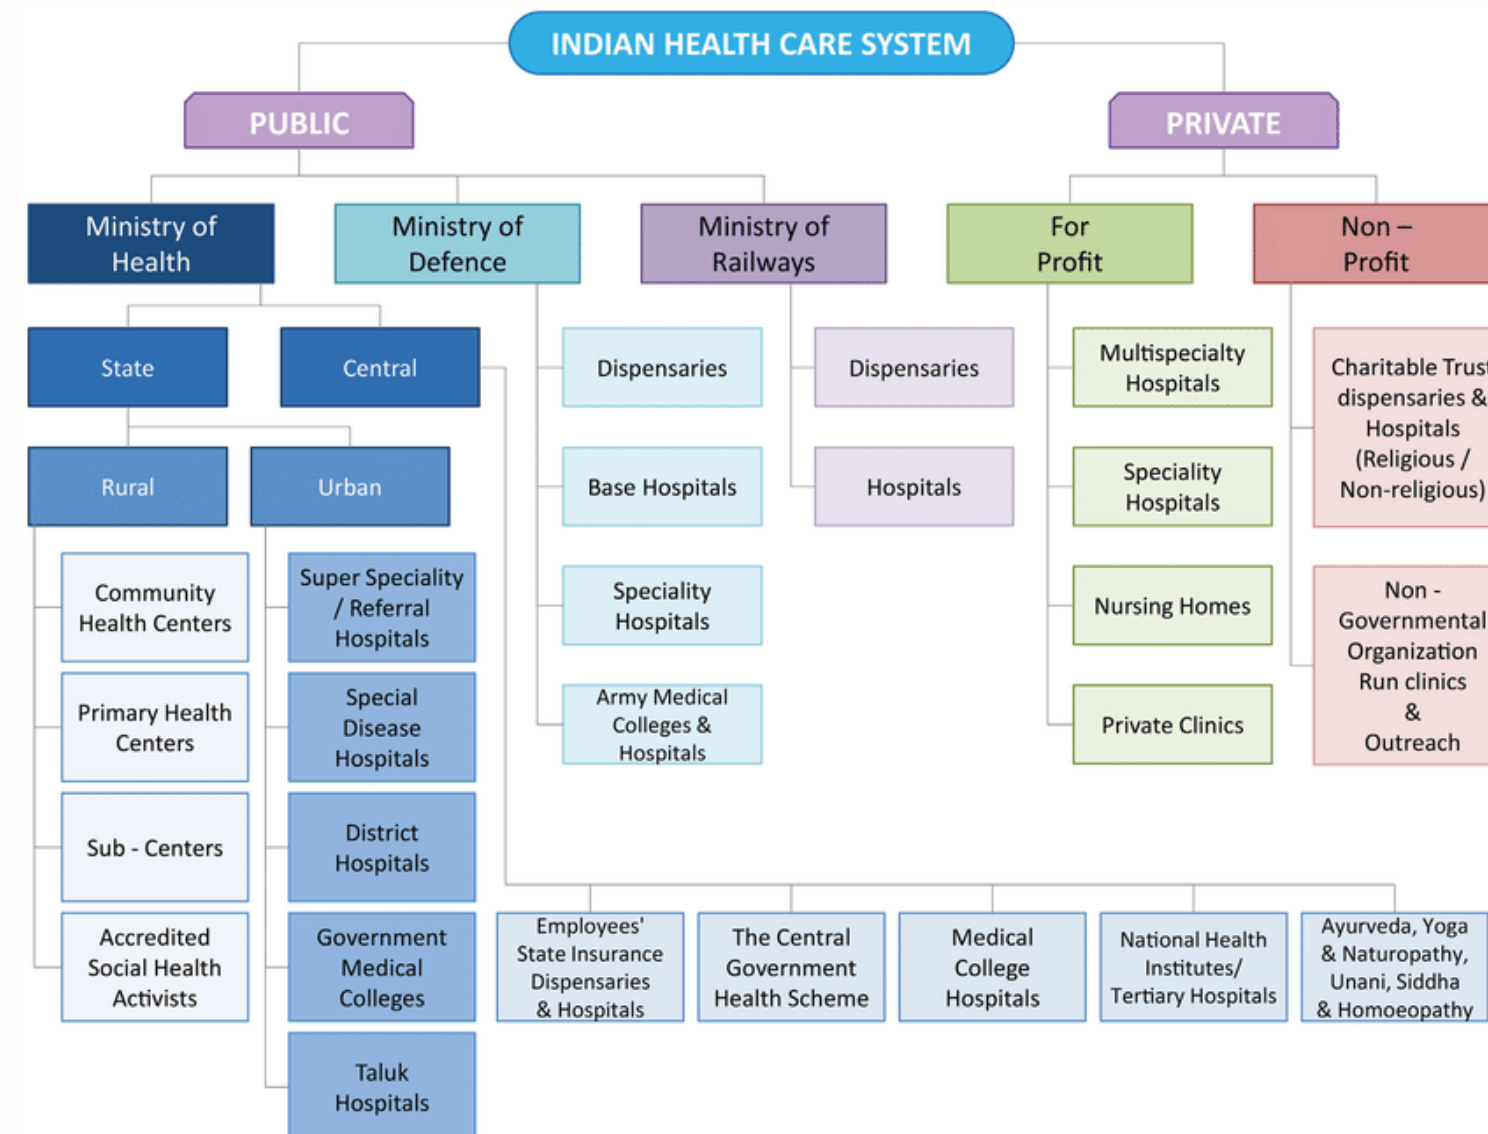 INDIAN HEALTH CARE SYSTEM
PUBLIC
PRIVATE
Ministry of
Health
Ministry of
Defence
Ministry of
Railways
For
Profit
Non –
Profit
State
Central
Rural
Urban
Community
Health Centers
Primary Health
Centers
Sub - Centers
Accredited
Social Health
Activists
Super Speciality
/ Referral
Hospitals
Special
Disease
Hospitals
District
Hospitals
Government
Medical
Colleges
Taluk
Hospitals
Dispensaries
Base Hospitals
Speciality
Hospitals
Army Medical
Colleges &
Hospitals
Dispensaries
Hospitals
Multispecialty
Hospitals
Speciality
Hospitals
Nursing Homes
Private Clinics
Charitable Trust
dispensaries &
Hospitals
(Religious /
Non-religious)
Non -
Governmental
Organization
Run clinics
&
Outreach
Employees'
State Insurance
Dispensaries
& Hospitals
The Central
Government
Health Scheme
Medical
College
Hospitals
National Health
Institutes/
Tertiary Hospitals
Ayurveda, Yoga
& Naturopathy,
Unani, Siddha
& Homoeopathy